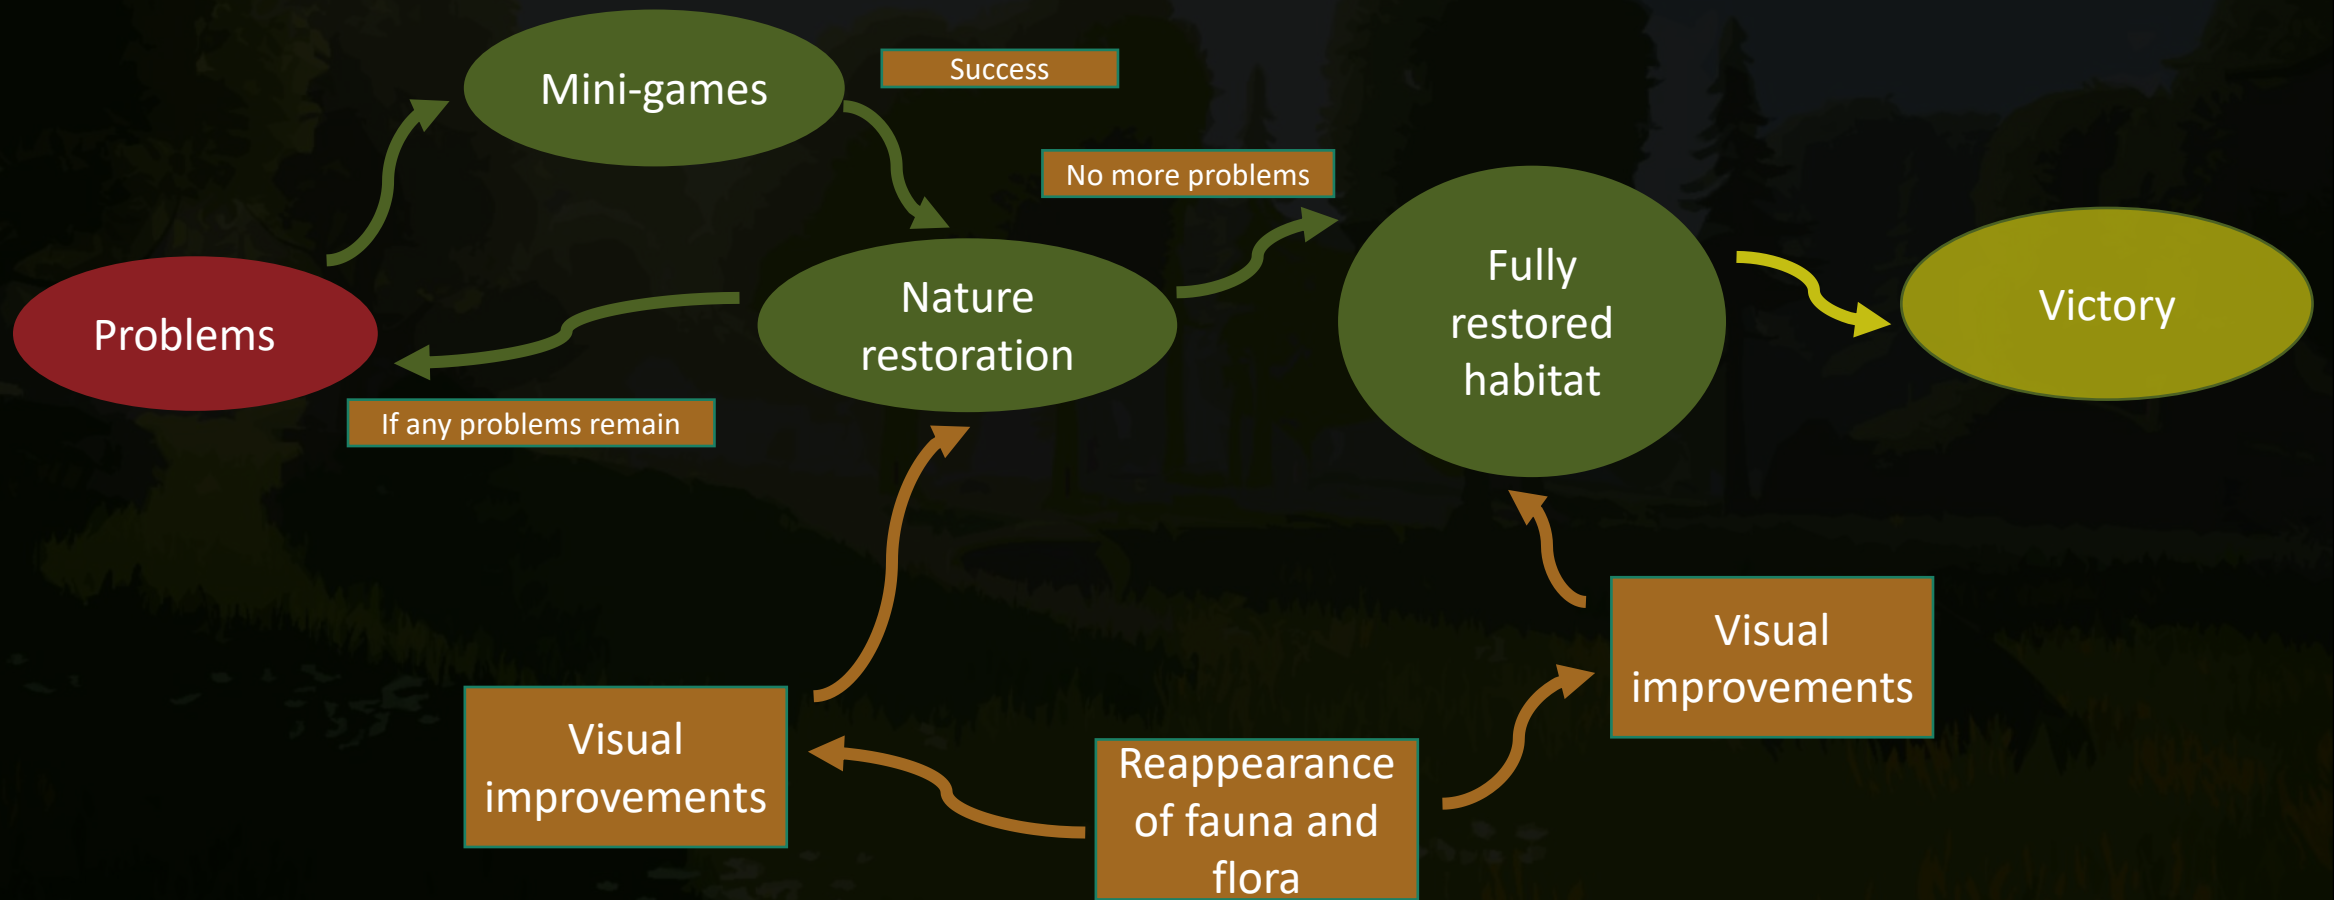 Mini-games
Success
No more problems
Problems
Nature
restoration
If any problems remain
Fully
restored
habitat
Victory
Visual
improvements
Reappearance
of fauna and
flora
Visual
improvements